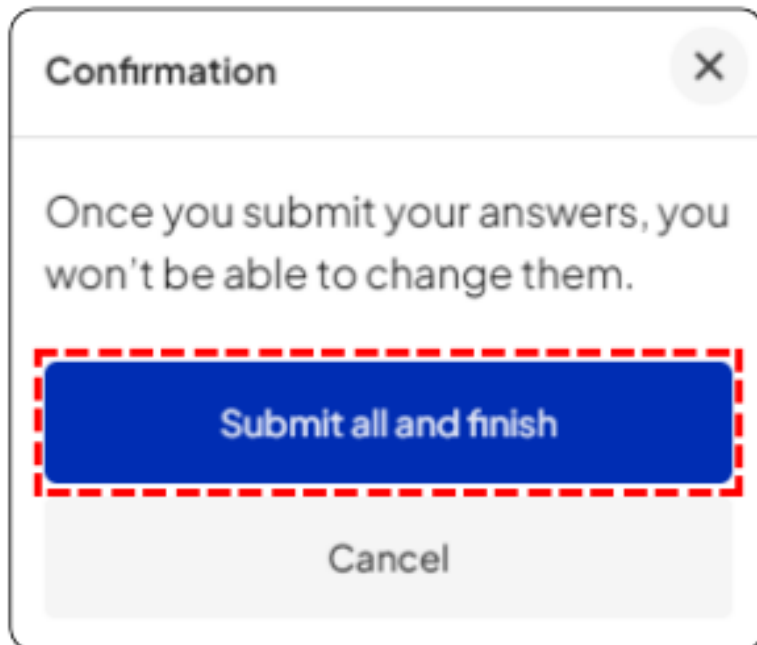 Confirmation
Once you submit your answers, you
won't be able to change them.
Submit all and finish
Cancel